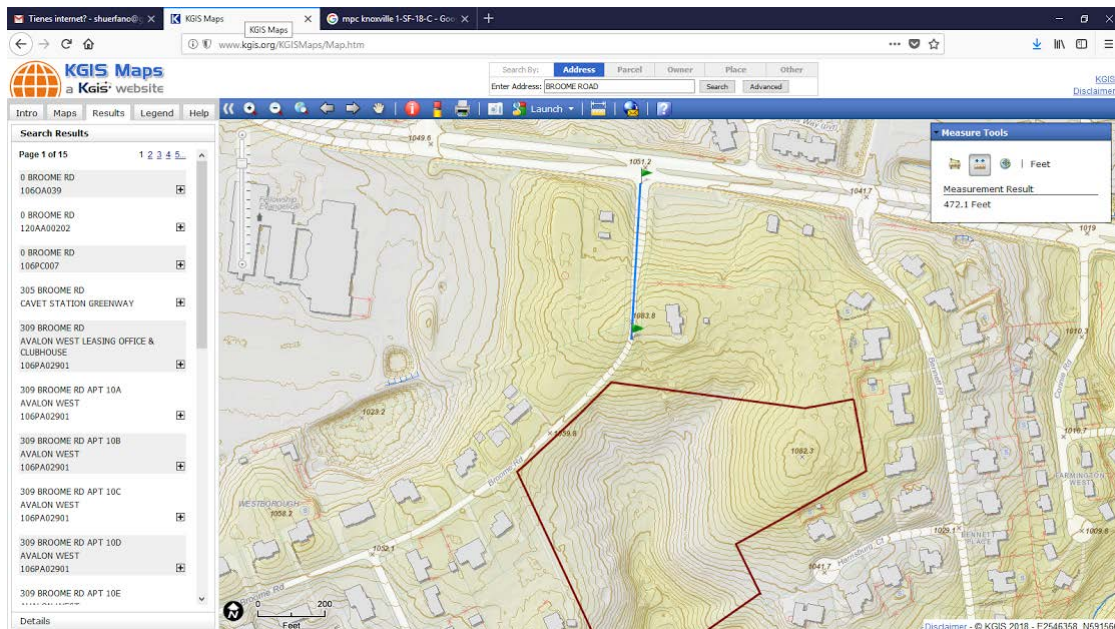 Tienes internet? - shuerfano@g
KGIS Maps
mpc knoxville 1-SF-18-C - Goo
KGIS Maps
www.kgis.org/KGISMaps/Map.htm
KGIS Maps
a Kgis website
Search By: Address Parcel Owner Place Other
Enter Address: BROOME ROAD Search Advanced
KGIS
Disclaimer
Intro Maps Results Legend Help
Launch
Search Results
Page 1 of 15 1 2 3 4 5...
0 BROOME RD
106OA039
0 BROOME RD
120AA00202
0 BROOME RD
106PC007
305 BROOME RD
CAVET STATION GREENWAY
309 BROOME RD
AVALON WEST LEASING OFFICE &
CLUBHOUSE
106PA02901
309 BROOME RD APT 10A
AVALON WEST
106PA02901
309 BROOME RD APT 10B
AVALON WEST
106PA02901
309 BROOME RD APT 10C
AVALON WEST
106PA02901
309 BROOME RD APT 10D
AVALON WEST
106PA02901
309 BROOME RD APT 10E
Details
Measure Tools
Feet
Measurement Result
472.1 Feet
1049.6
1051.2
1041.7
1019
Fellowship
1083.8
1010.3
1023.2
1059.8
1082.3
1016.7
Bennett Pl
Broome Rd
WESTBOROUGH
1058.2
FARMINGTON
WEST
1052.1
1029.1
BENNETT
PLACE
Harrisburg Ct
1041.7
1009.6
Broome Rd
0 200
Feet
N
Disclaimer - © KGIS 2018 - E2546358, N59156